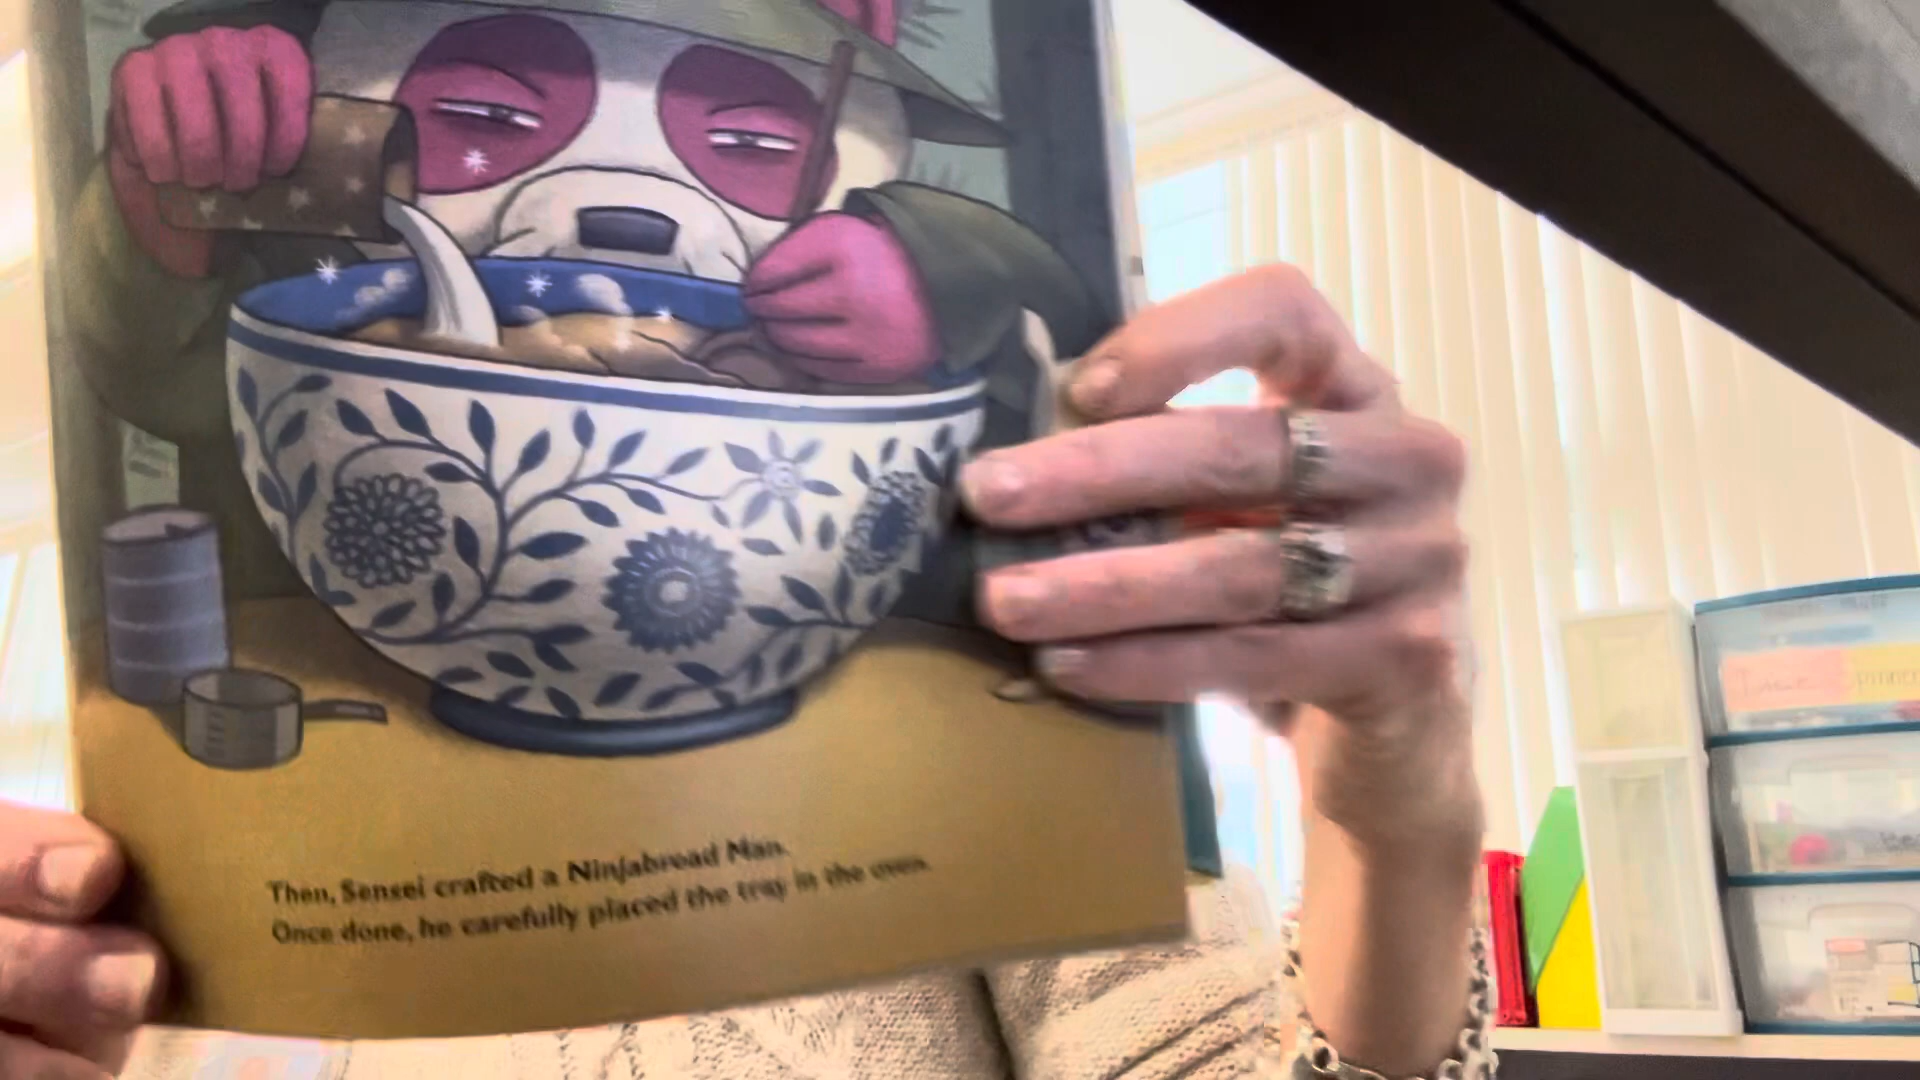 Then, Sensei crafted a Ninjabread Man.
Once done, he carefully placed the tray in the oven.